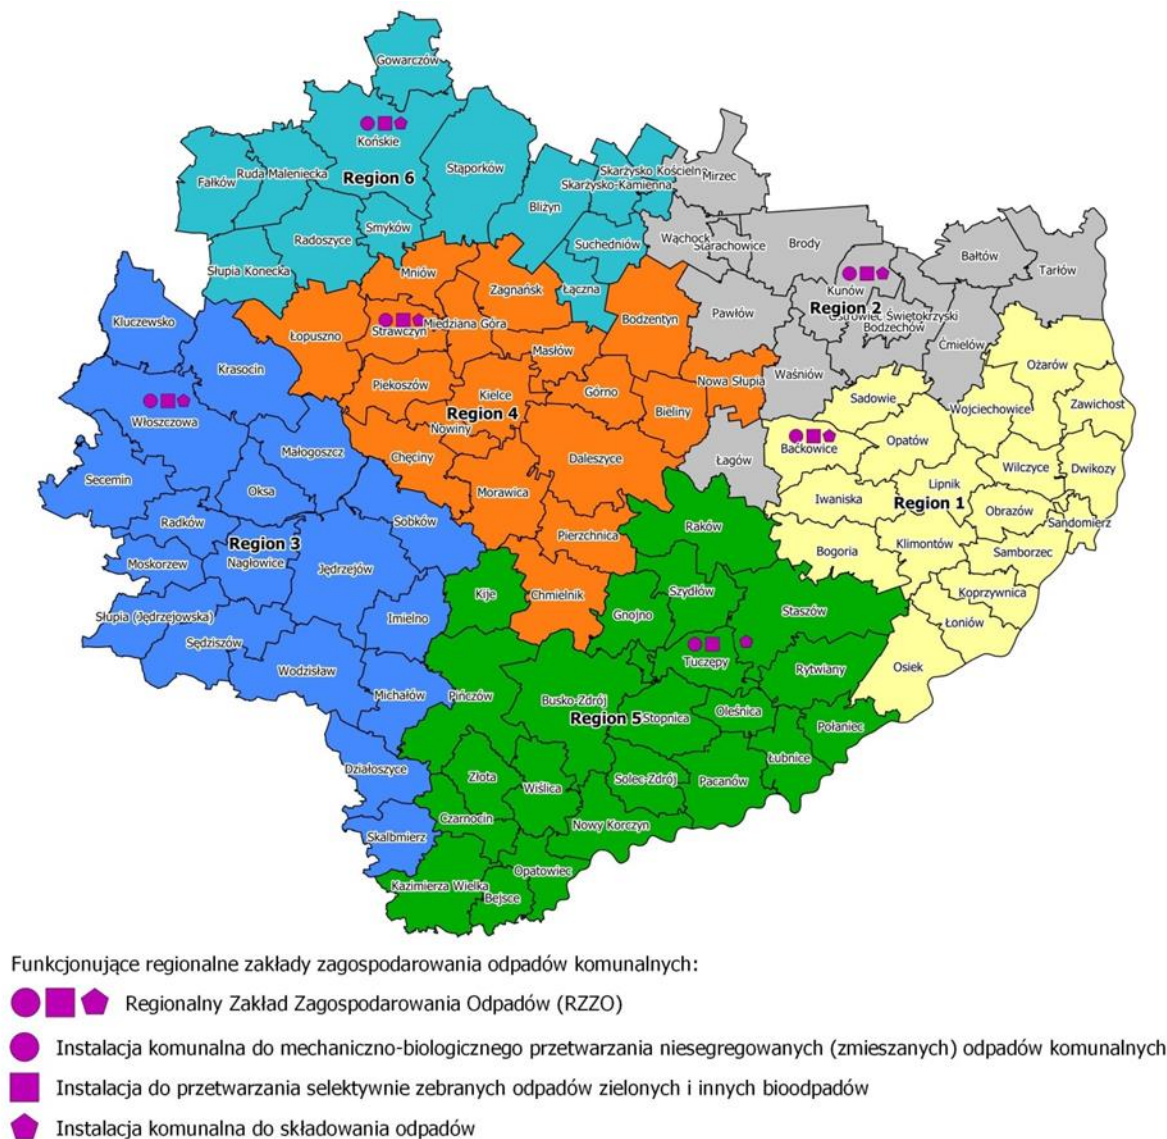 Gowarczów
Końskie
Stąporków
Ruda Maleniecka
Fałków
Region 6
Smyków
Radoszyce
Słupia Konecka
Bliżyn
Skarżysko Kościelne
Skarżysko-Kamienna
Suchedniów
Łączna
Mirzec
Wąchock
Starachowice
Brody
Bałtów
Tarłów
Kunów
Region 2
Ostrowiec Świętokrzyski
Bodzechów
Pawłów
Ćmielów
Waśniów
Łagów
Mniów
Zagnańsk
Bodzentyn
Łopuszno
Strawczyn
Miedziana Góra
Masłów
Piekoszów
Kielce
Górno
Nowa Słupia
Region 4
Bieliny
Nowiny
Chęciny
Daleszyce
Morawica
Pierzchnica
Chmielnik
Kluczewsko
Krasocin
Włoszczowa
Małogoszcz
Secemin
Oksa
Radków
Sobków
Region 3
Moskorzew
Nagłowice
Jędrzejów
Słupia (Jędrzejowska)
Imielno
Sędziszów
Wodzisław
Michałów
Działoszyce
Skalbmierz
Ożarów
Sadowie
Wojciechowice
Zawichost
Baćkowice
Opatów
Wilczyce
Dwikozy
Lipnik
Iwaniska
Region 1
Obrazów
Sandomierz
Klimontów
Bogoria
Samborzec
Koprzywnica
Łoniów
Osiek
Raków
Kije
Szydłów
Gnojno
Staszów
Tuczępy
Rytwiany
Pińczów
Busko-Zdrój
Region 5
Stopnica
Oleśnica
Połaniec
Łubnice
Złota
Wiślica
Solec-Zdrój
Pacanów
Czarnocin
Nowy Korczyn
Opatowiec
Kazimierza Wielka
Bejsce
Funkcjonujące regionalne zakłady zagospodarowania odpadów komunalnych:
Regionalny Zakład Zagospodarowania Odpadów (RZZO)
Instalacja komunalna do mechaniczno-biologicznego przetwarzania niesegregowanych (zmieszanych) odpadów komunalnych
Instalacja do przetwarzania selektywnie zebranych odpadów zielonych i innych bioodpadów
Instalacja komunalna do składowania odpadów